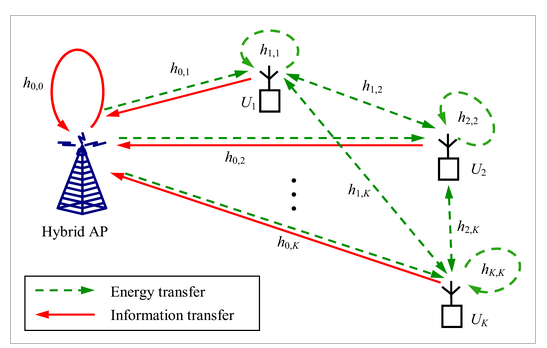 h1,1
h0,0
h0,1
U1
h1,2
h2,2
h0,2
U2
h1,K
Hybrid AP
h0,K
h2,K
hK,K
Energy transfer
Information transfer
UK